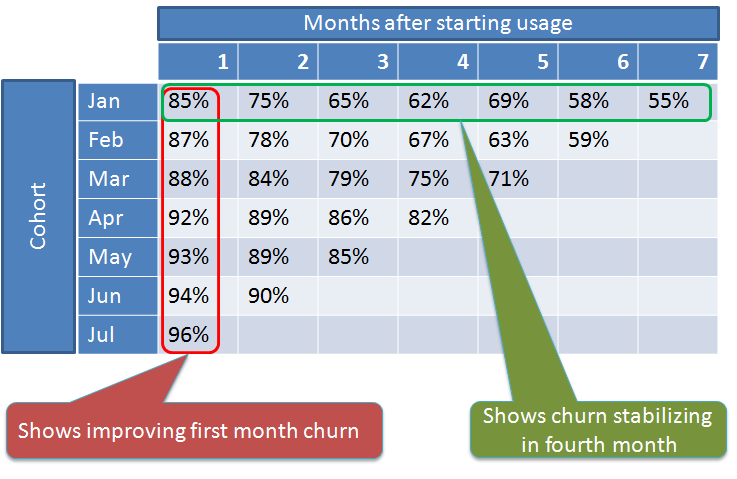 Months after starting usage
1 2 3 4 5 6 7
Cohort
Jan 85% 75% 65% 62% 69% 58% 55%
Feb 87% 78% 70% 67% 63% 59%
Mar 88% 84% 79% 75% 71%
Apr 92% 89% 86% 82%
May 93% 89% 85%
Jun 94% 90%
Jul 96%
Shows improving first month churn
Shows churn stabilizing
in fourth month